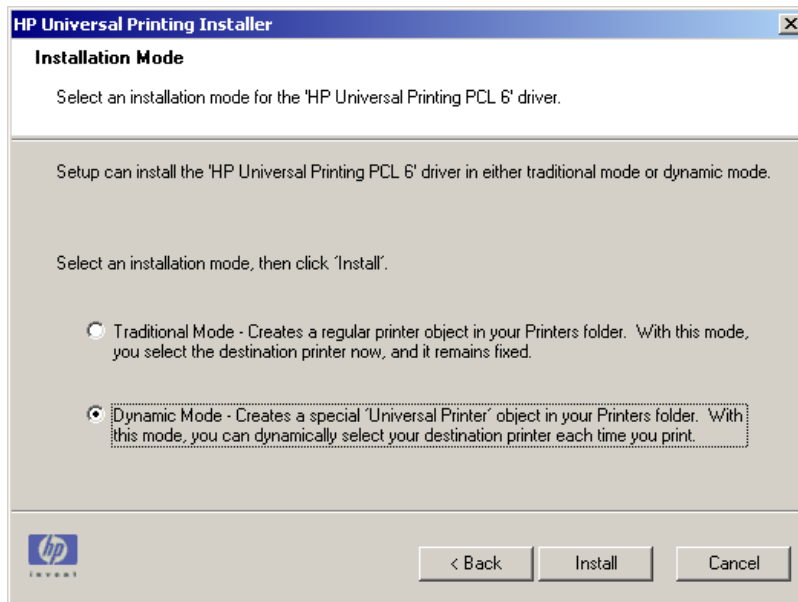 HP Universal Printing Installer
Installation Mode
Select an installation mode for the 'HP Universal Printing PCL 6' driver.
Setup can install the 'HP Universal Printing PCL 6' driver in either traditional mode or dynamic mode.
Select an installation mode, then click 'Install'.
Traditional Mode - Creates a regular printer object in your Printers folder.  With this mode,
you select the destination printer now, and it remains fixed.
Dynamic Mode - Creates a special 'Universal Printer' object in your Printers folder.  With
this mode, you can dynamically select your destination printer each time you print.
hp
invent
< Back
Install
Cancel